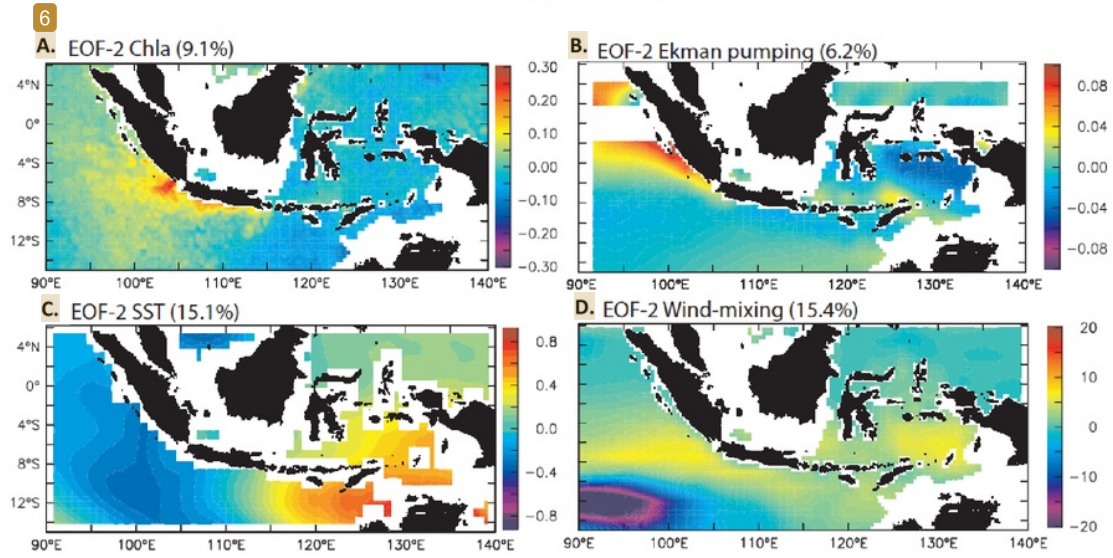 6
A. EOF-2 Chla (9.1%)
4°N
0°
4°S
8°S
12°S
90°E 100°E 110°E 120°E 130°E 140°E
0.30
0.20
0.10
0.00
−0.10
−0.20
−0.30
B. EOF-2 Ekman pumping (6.2%)
90°E 100°E 110°E 120°E 130°E 140°E
0.08
0.04
0.00
−0.04
−0.08
C. EOF-2 SST (15.1%)
4°N
0°
4°S
8°S
12°S
90°E 100°E 110°E 120°E 130°E 140°E
0.8
0.4
0.0
−0.4
−0.8
D. EOF-2 Wind-mixing (15.4%)
90°E 100°E 110°E 120°E 130°E 140°E
20
10
0
−10
−20